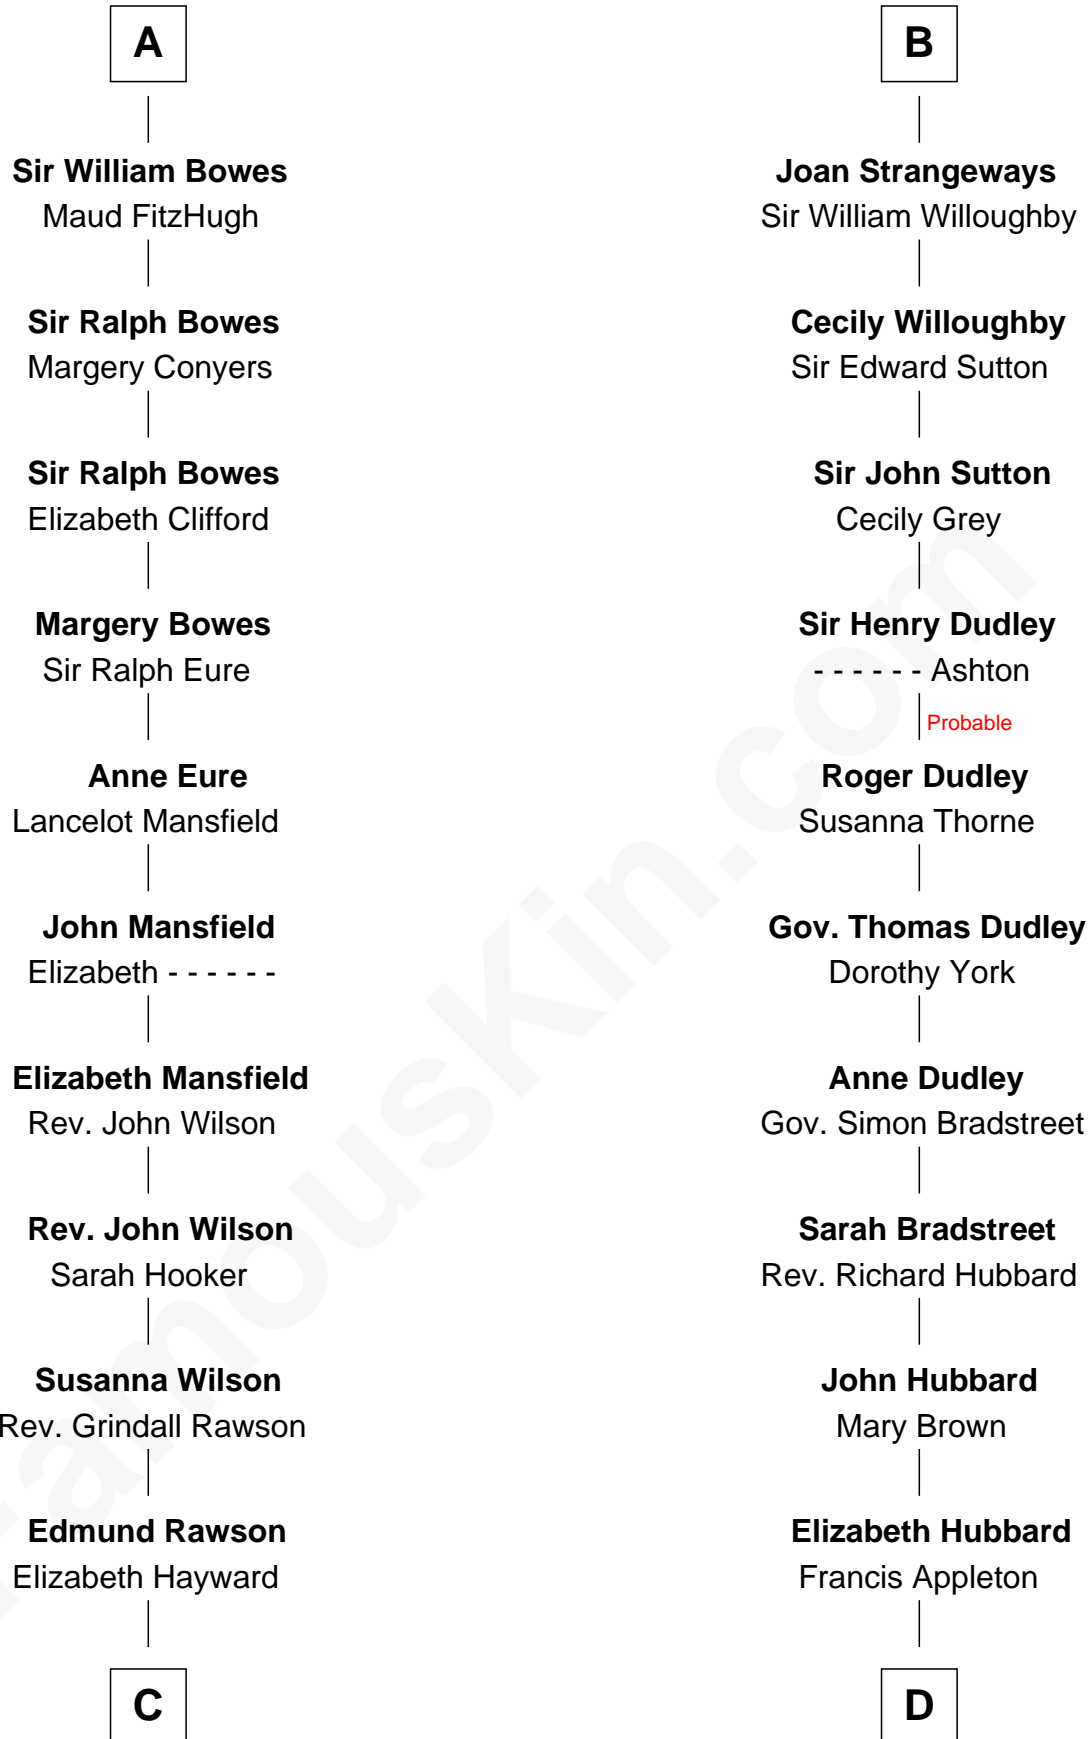 A
Sir William Bowes
Maud FitzHugh
Sir Ralph Bowes
Margery Conyers
Sir Ralph Bowes
Elizabeth Clifford
Margery Bowes
Sir Ralph Eure
Anne Eure
Lancelot Mansfield
John Mansfield
Elizabeth - - - - - -
Elizabeth Mansfield
Rev. John Wilson
Rev. John Wilson
Sarah Hooker
Susanna Wilson
Rev. Grindall Rawson
Edmund Rawson
Elizabeth Hayward
C
B
Joan Strangeways
Sir William Willoughby
Cecily Willoughby
Sir Edward Sutton
Sir John Sutton
Cecily Grey
Sir Henry Dudley
- - - - - - Ashton
Probable
Roger Dudley
Susanna Thorne
Gov. Thomas Dudley
Dorothy York
Anne Dudley
Gov. Simon Bradstreet
Sarah Bradstreet
Rev. Richard Hubbard
John Hubbard
Mary Brown
Elizabeth Hubbard
Francis Appleton
D
FamousKin.com